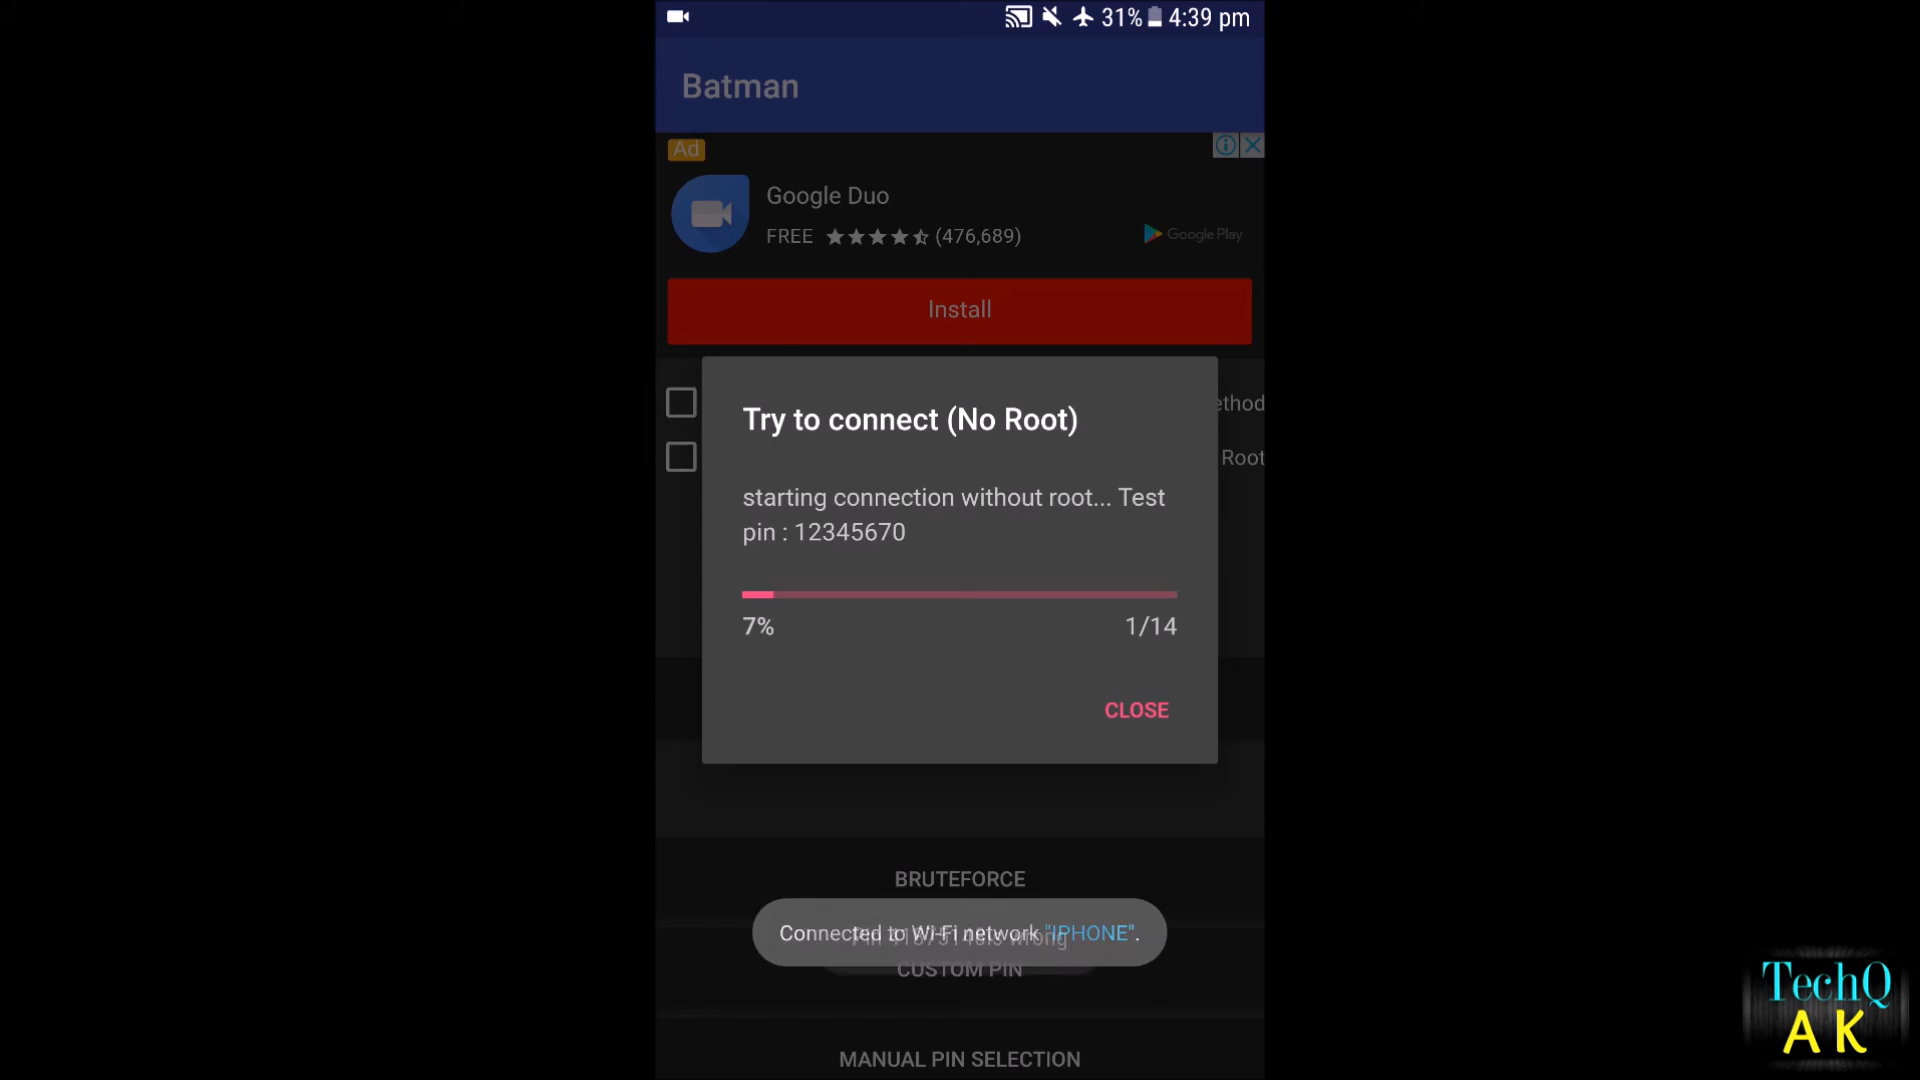 31% 4:39 pm
Batman
Ad
Google Duo
FREE (476,689)
Google Play
Install
ethod
Root
Try to connect (No Root)
starting connection without root... Test
pin : 12345670
7% 1/14
CLOSE
BRUTEFORCE
Connected to Wi-Fi network "IPHONE".
CUSTOM PIN
MANUAL PIN SELECTION
TechQ
AK